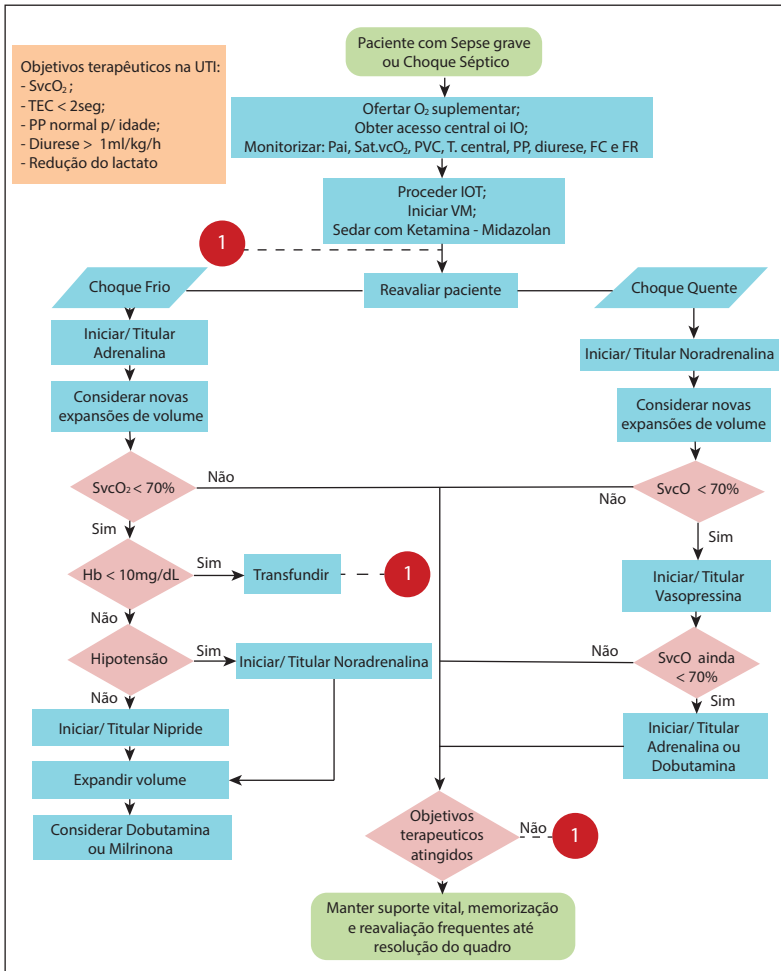 Paciente com Sepse grave
ou Choque Séptico
Objetivos terapêuticos na UTI:
- SvcO₂ ;
- TEC < 2seg;
- PP normal p/ idade;
- Diurese > 1ml/kg/h
- Redução do lactato
Ofertar O₂ suplementar;
Obter acesso central oi IO;
Monitorizar: Pai, Sat.vcO₂, PVC, T. central, PP, diurese, FC e FR
Proceder IOT;
Iniciar VM;
Sedar com Ketamina - Midazolan
1
Choque Frio
Reavaliar paciente
Choque Quente
Iniciar/ Titular
Adrenalina
Iniciar/ Titular Noradrenalina
Considerar novas
expansões de volume
Considerar novas
expansões de volume
SvcO₂ < 70%
Não
Não
SvcO < 70%
Sim
Sim
Hb < 10mg/dL
Sim
Transfundir
1
Iniciar/ Titular
Vasopressina
Não
Hipotensão
Sim
Iniciar/ Titular Noradrenalina
Não
SvcO ainda
< 70%
Não
Sim
Iniciar/ Titular Nipride
Iniciar/ Titular
Adrenalina ou
Dobutamina
Expandir volume
Considerar Dobutamina
ou Milrinona
Objetivos
terapeuticos
atingidos
Não
1
Manter suporte vital, memorização
e reavaliação frequentes até
resolução do quadro